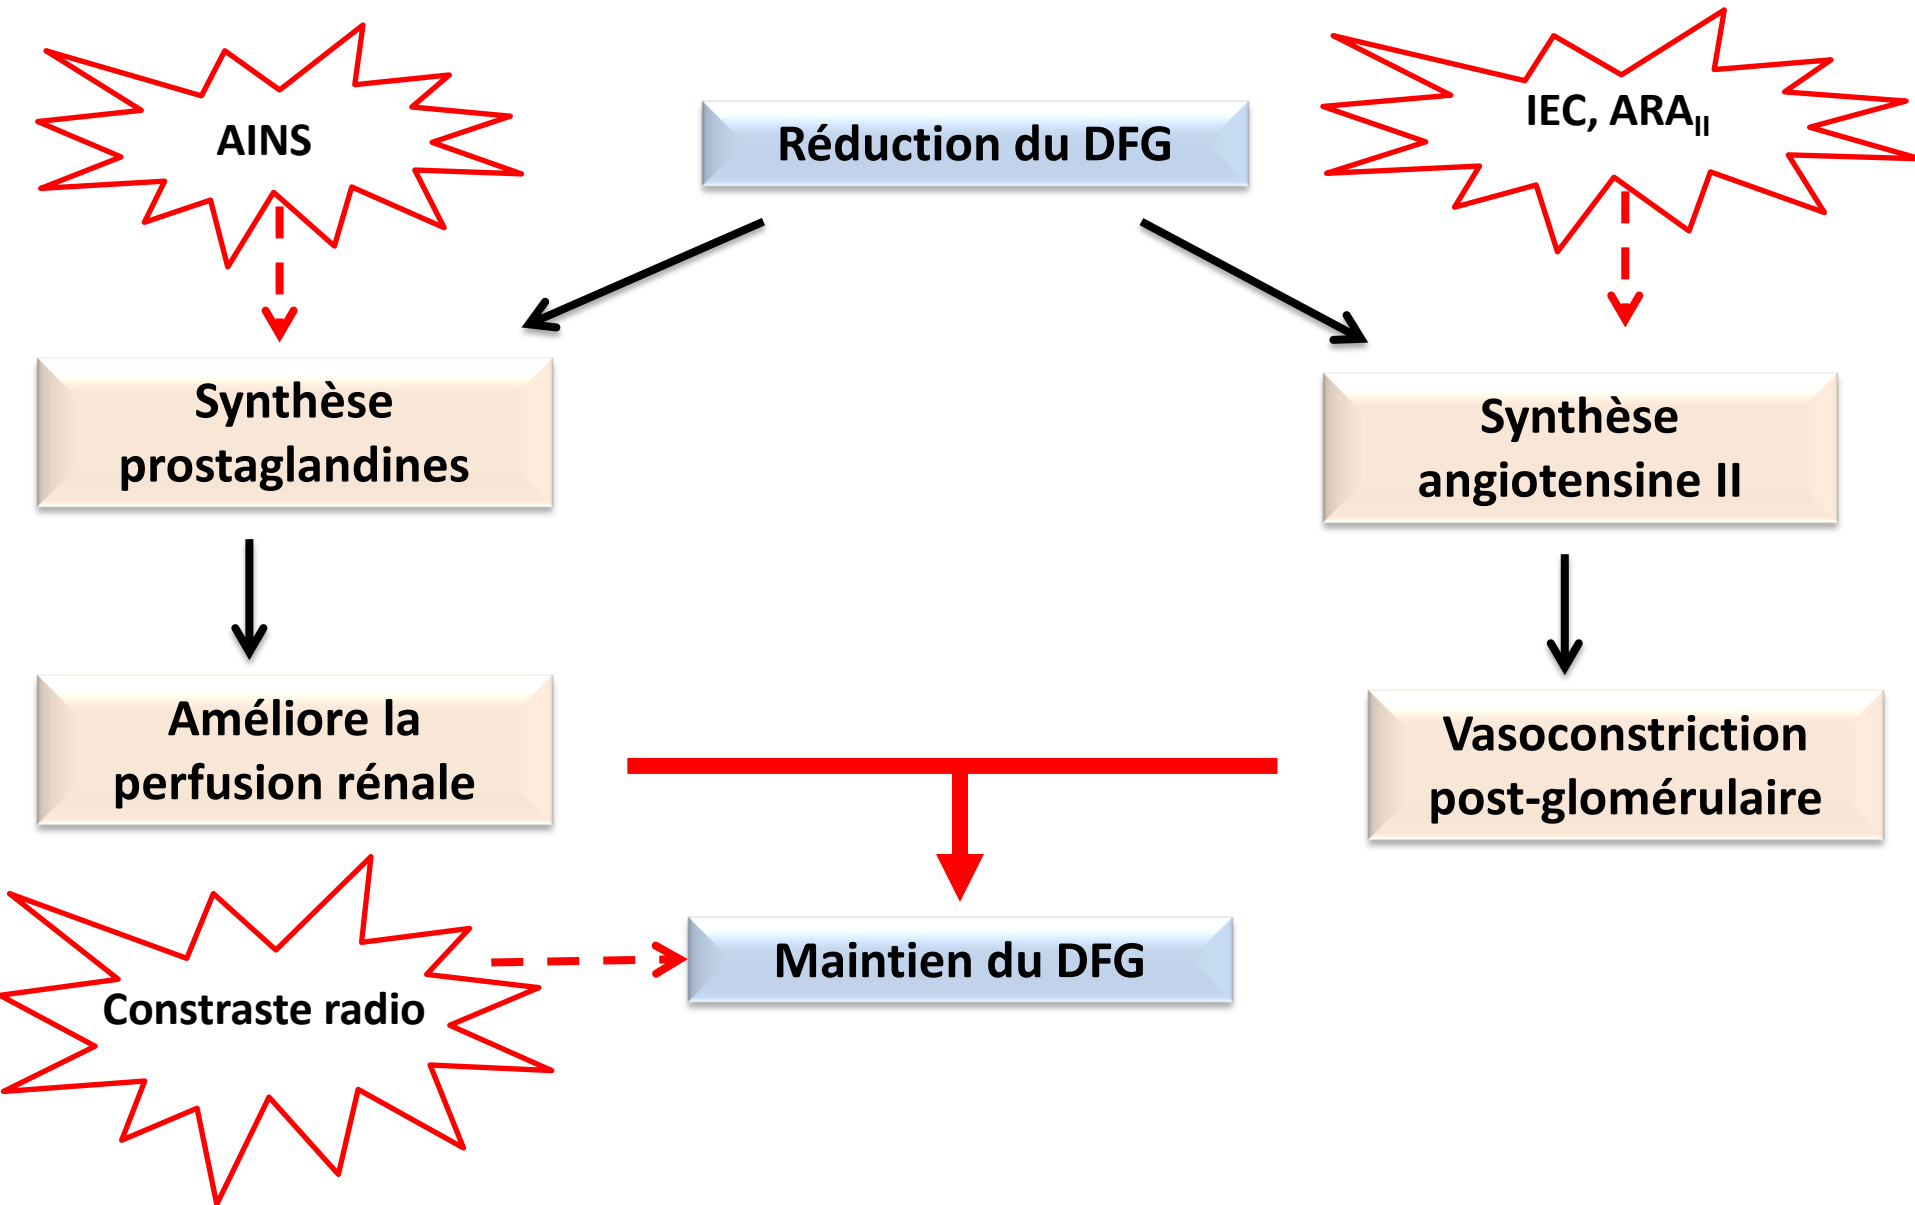 AINS
Réduction du DFG
IEC, ARAII
Synthèse
prostaglandines
Synthèse
angiotensine II
Améliore la
perfusion rénale
Vasoconstriction
post-glomérulaire
Constraste radio
Maintien du DFG